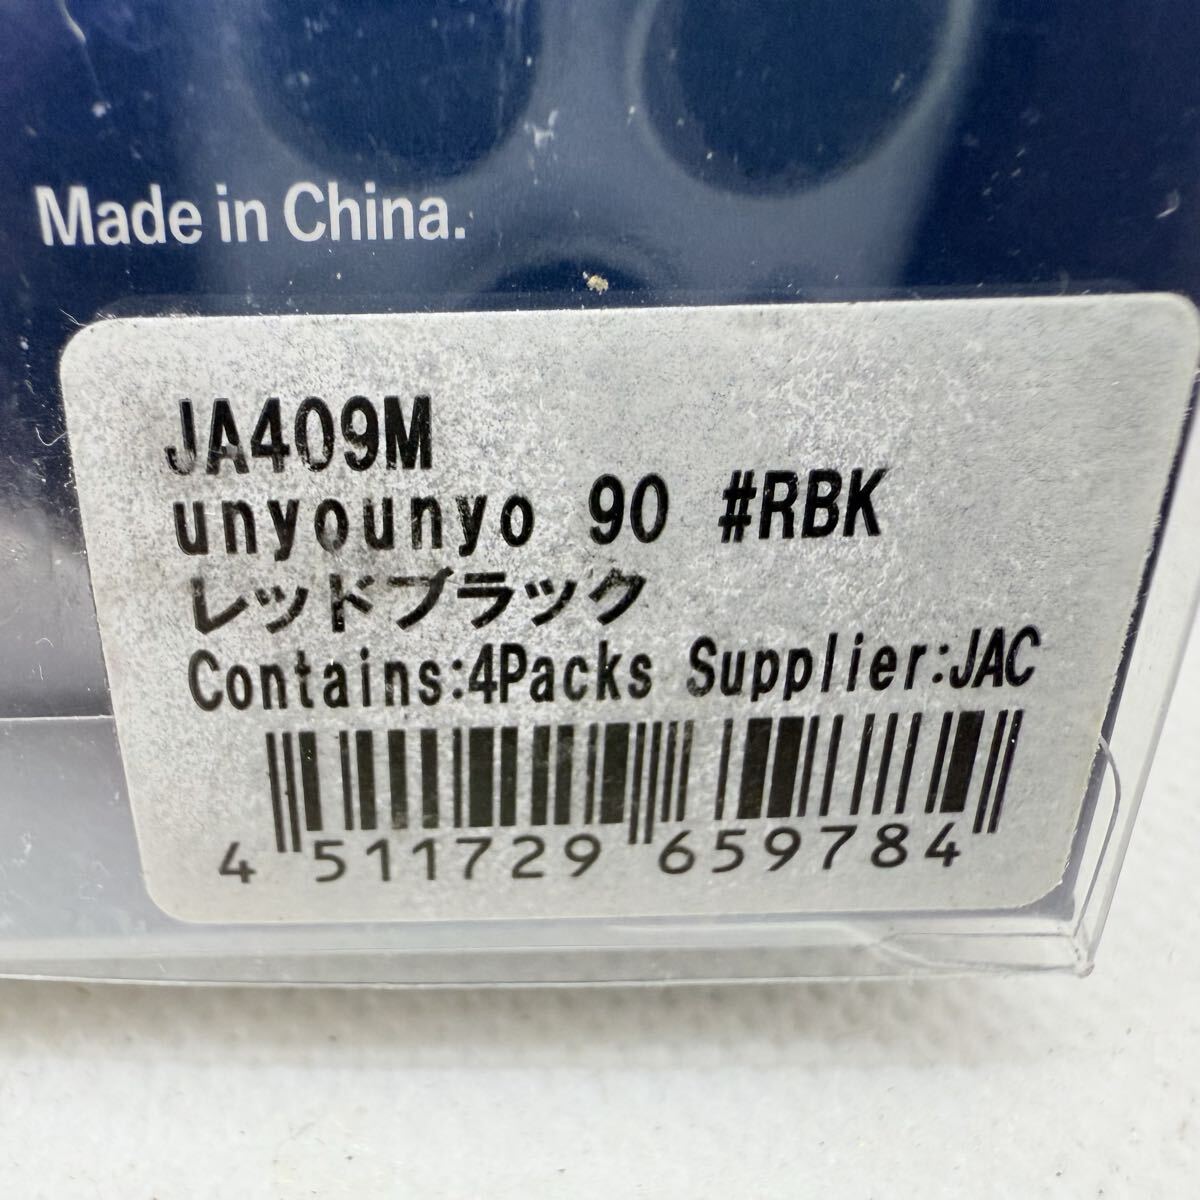 Made in China.
JA409M
unyounyo 90 #RBK
レッドブラック
Contains:4Packs Supplier:JAC
4 511729 659784